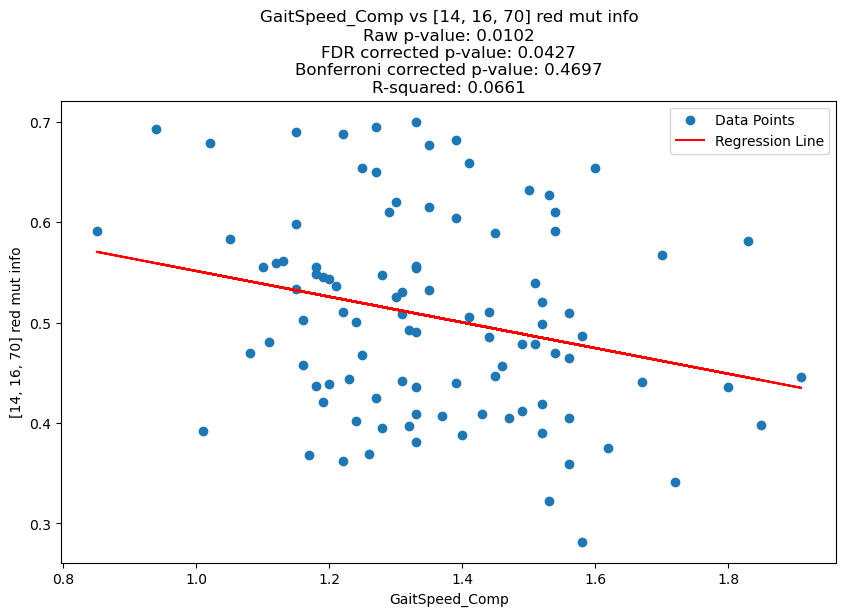 GaitSpeed_Comp vs [14, 16, 70] red mut info
Raw p-value: 0.0102
FDR corrected p-value: 0.0427
Bonferroni corrected p-value: 0.4697
R-squared: 0.0661
Data Points
Regression Line
[14, 16, 70] red mut info
0.7
0.6
0.5
0.4
0.3
0.8
1.0
1.2
1.4
1.6
1.8
GaitSpeed_Comp